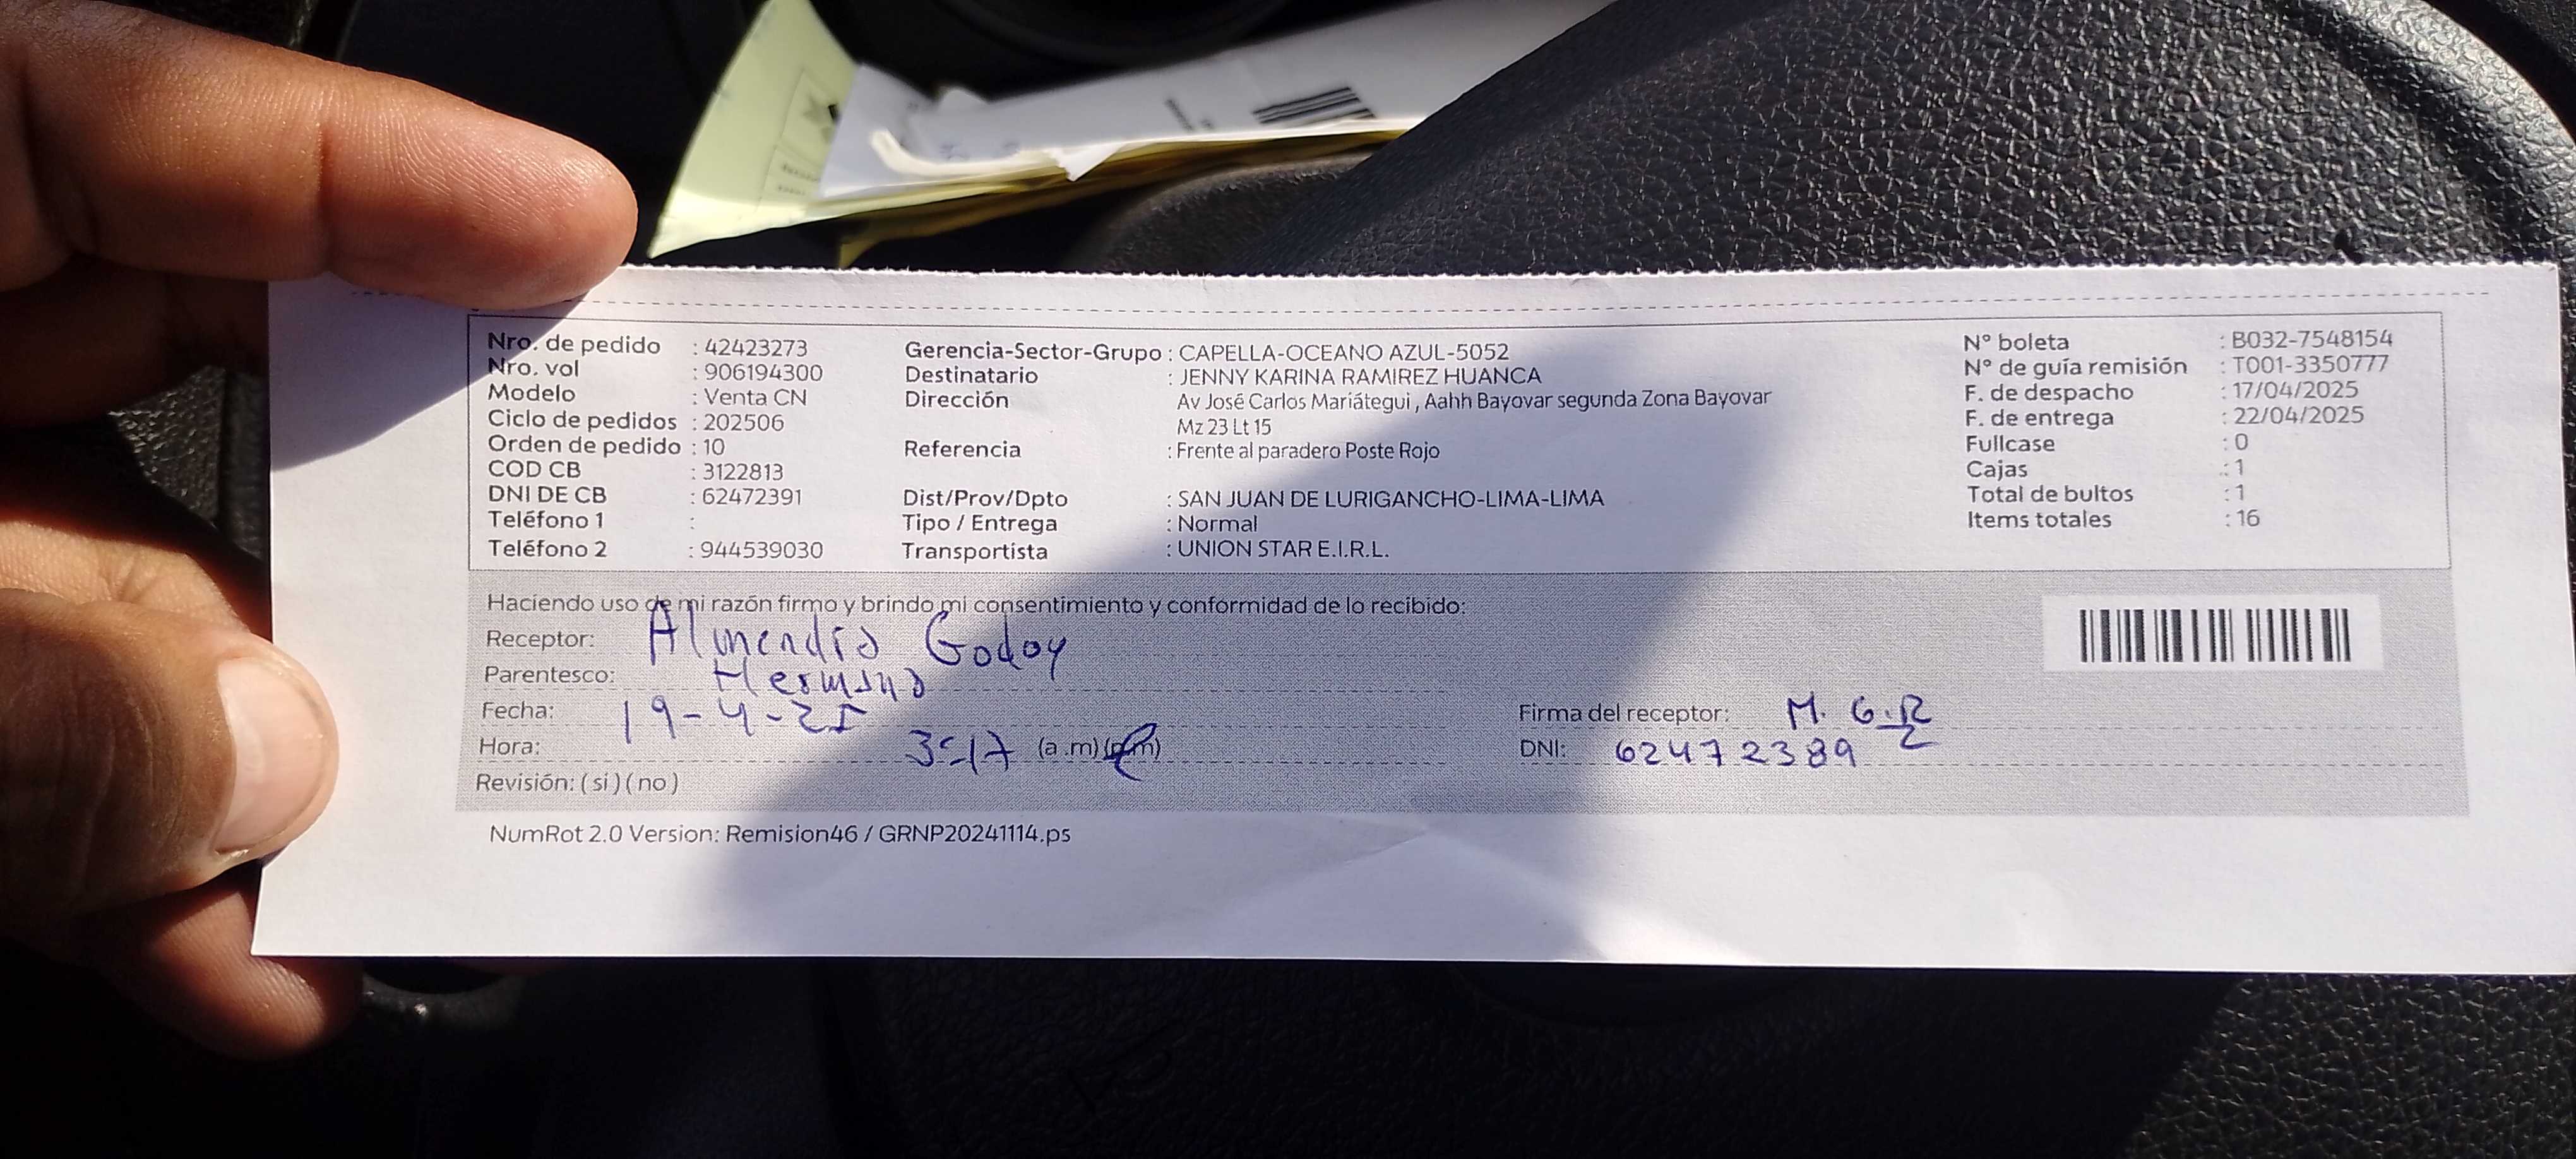 Nro. de pedido : 42423273
Nro. vol : 906194300
Modelo : Venta CN
Ciclo de pedidos : 202506
Orden de pedido : 10
COD CB : 3122813
DNI DE CB : 62472391
Teléfono 1 :
Teléfono 2 : 944539030
Gerencia-Sector-Grupo : CAPELLA-OCEANO AZUL-5052
Destinatario : JENNY KARINA RAMIREZ HUANCA
Dirección Av José Carlos Mariátegui , Aahh Bayovar segunda Zona Bayovar
Mz 23 Lt 15
Referencia : Frente al paradero Poste Rojo
Dist/Prov/Dpto : SAN JUAN DE LURIGANCHO-LIMA-LIMA
Tipo / Entrega : Normal
Transportista : UNION STAR E.I.R.L.
N° boleta : B032-7548154
N° de guía remisión : T001-3350777
F. de despacho : 17/04/2025
F. de entrega : 22/04/2025
Fullcase : 0
Cajas : 1
Total de bultos : 1
Items totales : 16
Haciendo uso de mi razón firmo y brindo mi consentimiento y conformidad de lo recibido:
Receptor: Almendro Godoy
Parentesco: Hermano
Fecha: 19-4-25
Hora: 3:17 (a .m) (p.m)
Revisión: ( si ) ( no )
Firma del receptor: M. G. R
DNI: 62472389
NumRot 2.0 Version: Remision46 / GRNP20241114.ps